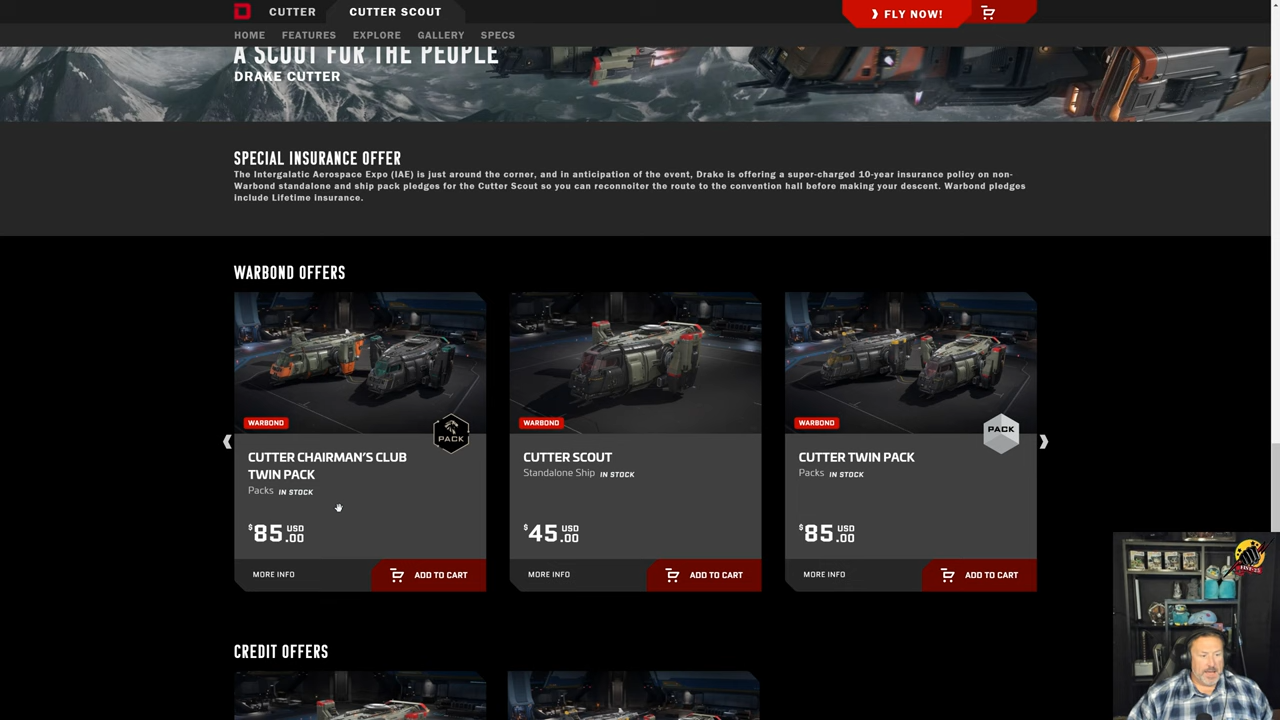 CUTTER
CUTTER SCOUT
FLY NOW!
HOME
FEATURES
EXPLORE
GALLERY
SPECS
A SCOUT FOR THE PEOPLE
DRAKE CUTTER
SPECIAL INSURANCE OFFER
The Intergalatic Aerospace Expo (IAE) is just around the corner, and in anticipation of the event, Drake is offering a super-charged 10-year insurance policy on non-
Warbond standalone and ship pack pledges for the Cutter Scout so you can reconnoiter the route to the convention hall before making your descent. Warbond pledges
include Lifetime insurance.
WARBOND OFFERS
WARBOND
PACK
CUTTER CHAIRMAN'S CLUB
TWIN PACK
Packs IN STOCK
$85 USD .00
MORE INFO
ADD TO CART
WARBOND
CUTTER SCOUT
Standalone Ship IN STOCK
$45 USD .00
MORE INFO
ADD TO CART
WARBOND
PACK
CUTTER TWIN PACK
Packs IN STOCK
$85 USD .00
MORE INFO
ADD TO CART
CREDIT OFFERS